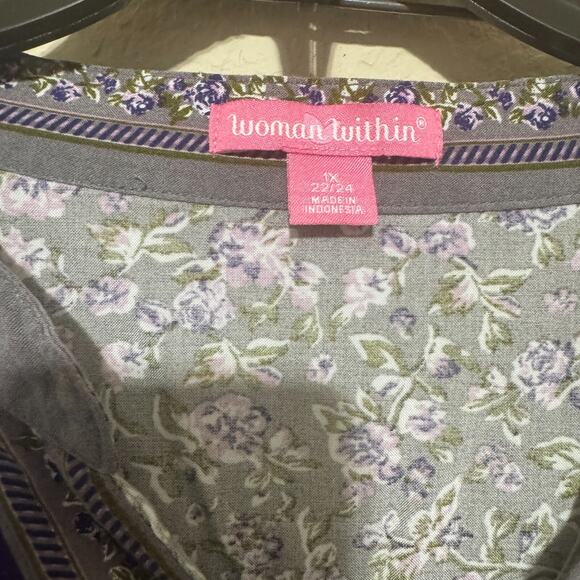 Woman Within®
1X
22/24
MADE IN
INDONESIA